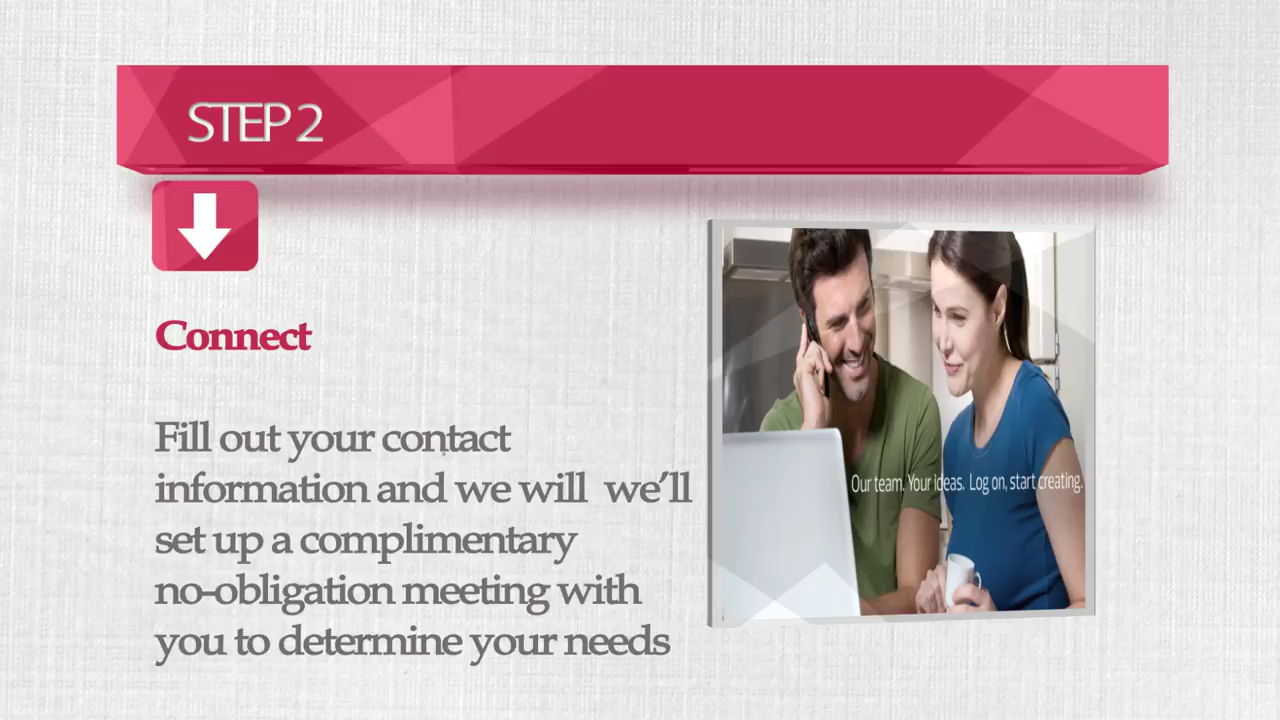 STEP 2
Connect
Fill out your contact
information and we will  we’ll
set up a complimentary
no-obligation meeting with
you to determine your needs
Our team. Your ideas. Log on, start creating.